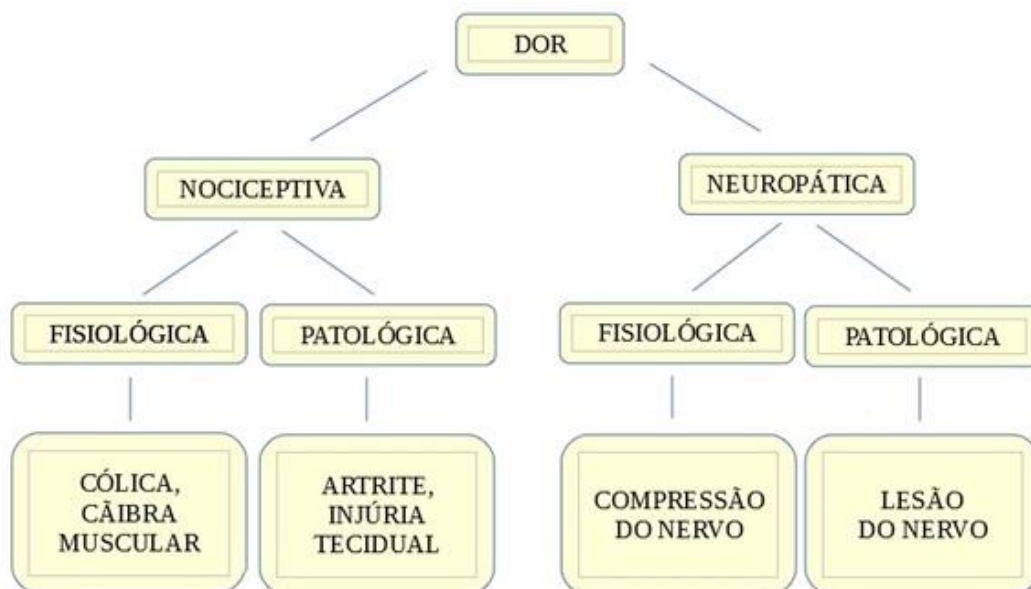 DOR
NOCICEPTIVA
NEUROPÁTICA
FISIOLÓGICA
PATOLÓGICA
FISIOLÓGICA
PATOLÓGICA
CÓLICA,
CÃIBRA
MUSCULAR
ARTRITE,
INJÚRIA
TECIDUAL
COMPRESSÃO
DO NERVO
LESÃO
DO NERVO